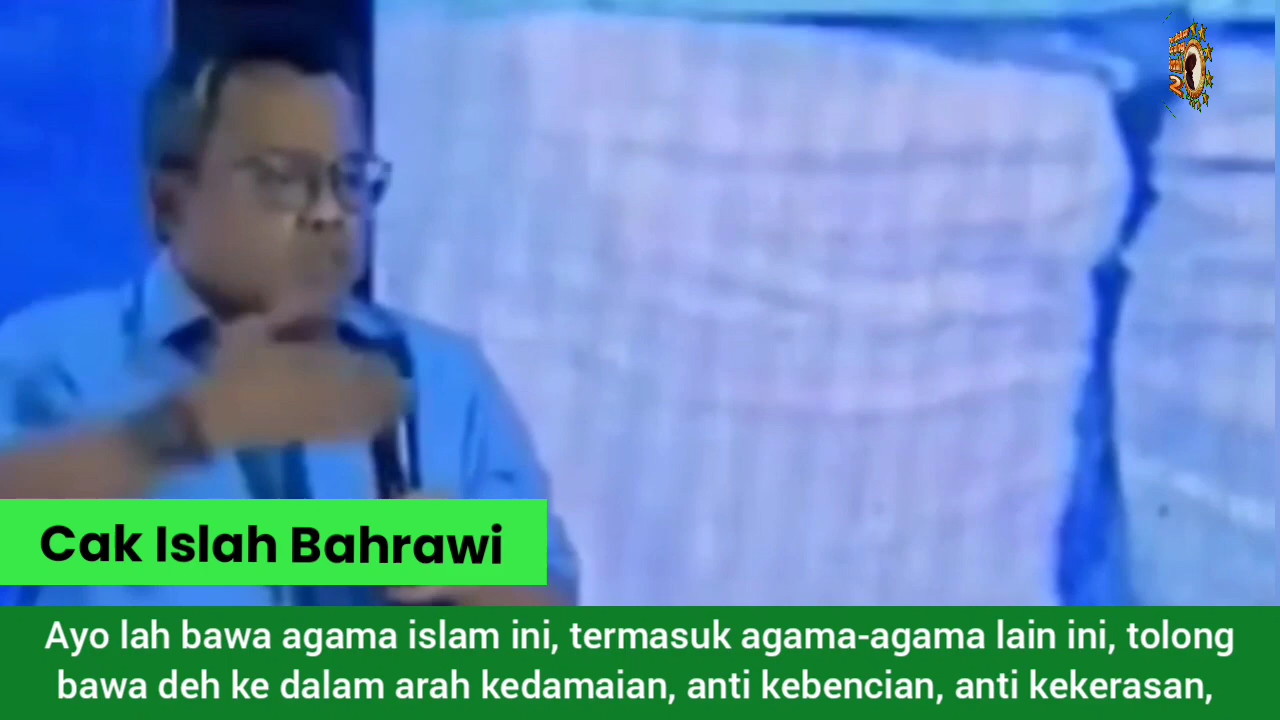 Cak Islah Bahrawi
Ayo lah bawa agama islam ini, termasuk agama-agama lain ini, tolong
bawa deh ke dalam arah kedamaian, anti kebencian, anti kekerasan,